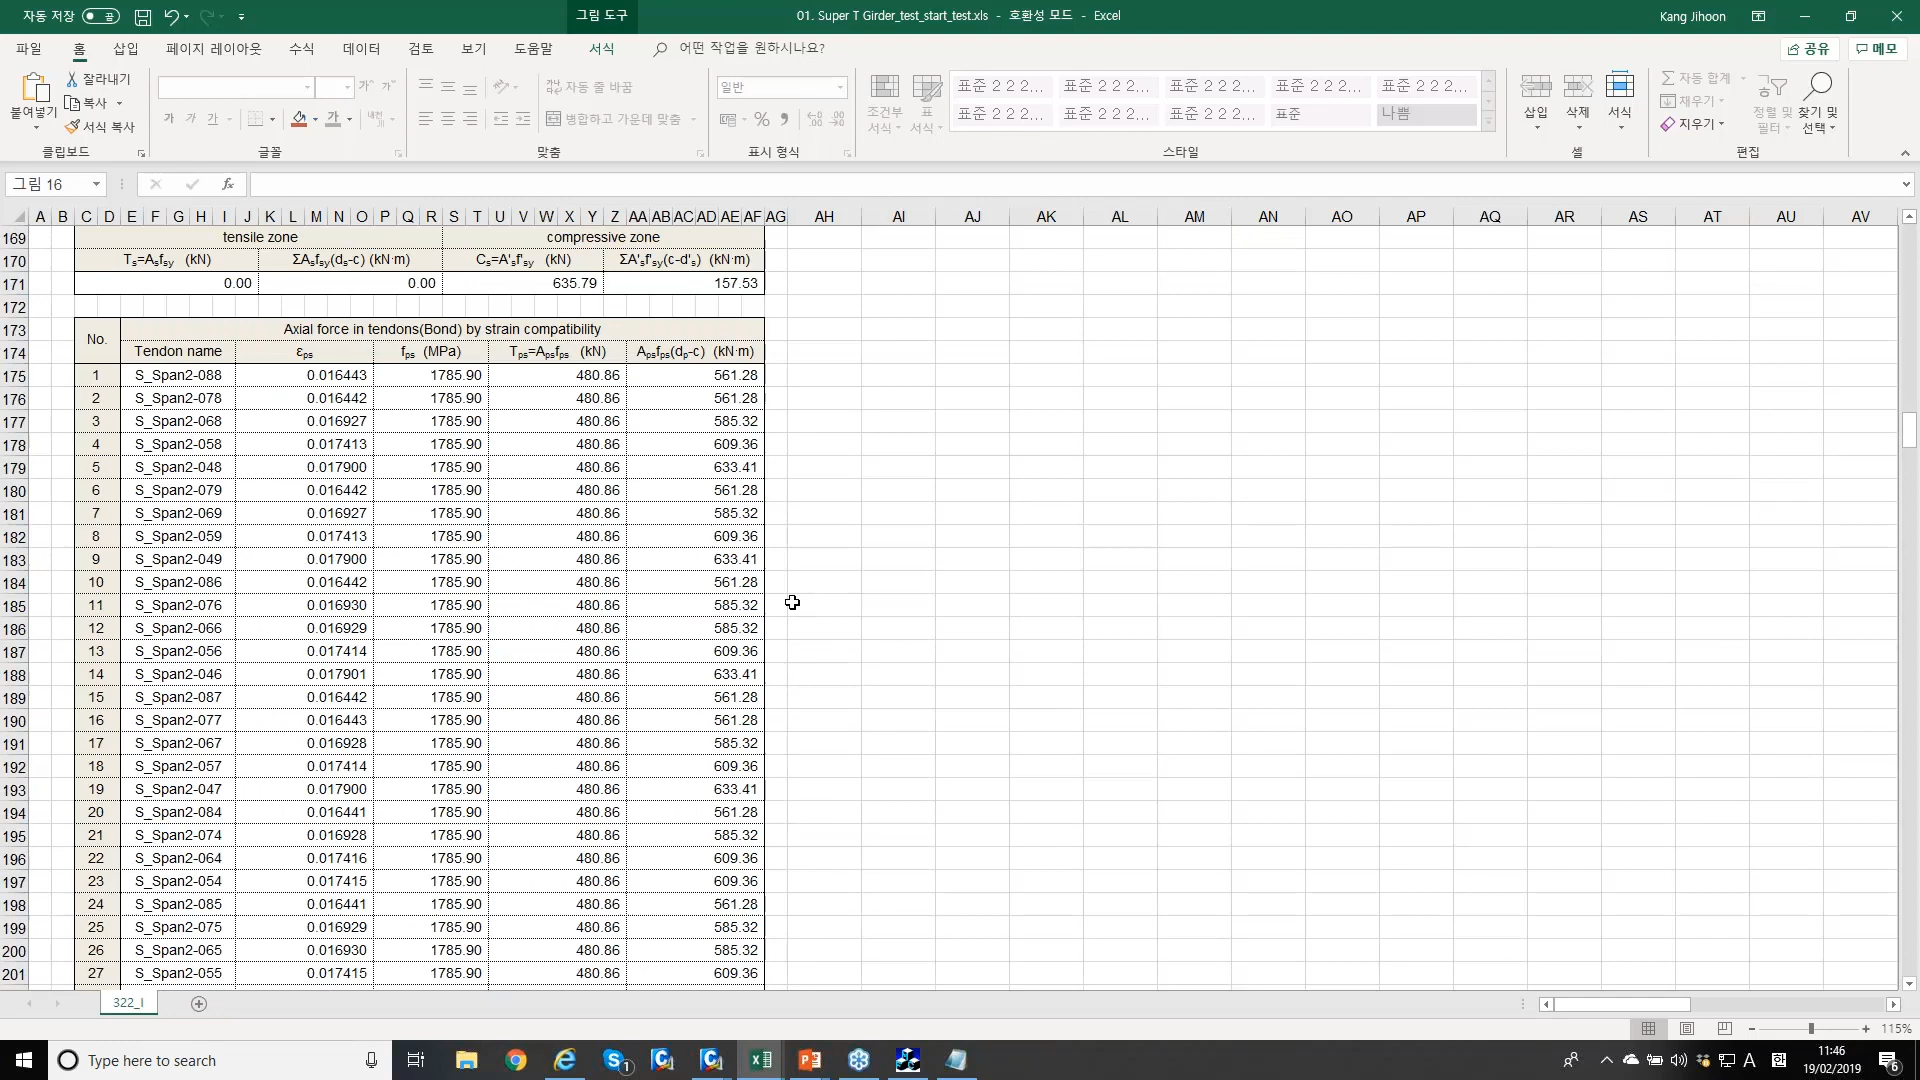 자동 저장 끔 그림 도구 01. Super T Girder_test_start_test.xls - 호환성 모드 - Excel Kang Jihoon
파일 홈 삽입 페이지 레이아웃 수식 데이터 검토 보기 도움말 서식 어떤 작업을 원하시나요? 공유 메모
붙여넣기 잘라내기 복사 서식 복사
자동 줄 바꿈 병합하고 가운데 맞춤
일반 % 9
조건부 서식 표 서식
표준 2 2 2... 표준 2 2 2... 표준 2 2 2... 표준 2 2 2... 표준 2 2 2...
표준 2 2 2... 표준 2 2 2... 표준 2 2 2... 표준 나쁨
삽입 삭제 서식 자동 합계 채우기 지우기 정렬 및 필터 찾기 및 선택
클립보드 글꼴 맞춤 표시 형식 스타일 셀 편집
그림 16 fx
A B C D E F G H I J K L M N O P Q R S T U V W X Y Z AA AB AC AD AE AF AG AH AI AJ AK AL AM AN AO AP AQ AR AS AT AU AV
169 tensile zone compressive zone
170 Tₛ=Aₛfₛᵧ (kN) ΣAₛfₛᵧ(dₛ-c) (kN·m) Cₛ=A'ₛf'ₛᵧ (kN) ΣA'ₛf'ₛᵧ(c-d'ₛ) (kN·m)
171 0.00 0.00 635.79 157.53
172
173 No. Axial force in tendons(Bond) by strain compatibility
174 Tendon name εps fps (MPa) Tps=Apsfps (kN) Apsfps(dp-c) (kN·m)
175 1 S_Span2-088 0.016443 1785.90 480.86 561.28
176 2 S_Span2-078 0.016442 1785.90 480.86 561.28
177 3 S_Span2-068 0.016927 1785.90 480.86 585.32
178 4 S_Span2-058 0.017413 1785.90 480.86 609.36
179 5 S_Span2-048 0.017900 1785.90 480.86 633.41
180 6 S_Span2-079 0.016442 1785.90 480.86 561.28
181 7 S_Span2-069 0.016927 1785.90 480.86 585.32
182 8 S_Span2-059 0.017413 1785.90 480.86 609.36
183 9 S_Span2-049 0.017900 1785.90 480.86 633.41
184 10 S_Span2-086 0.016442 1785.90 480.86 561.28
185 11 S_Span2-076 0.016930 1785.90 480.86 585.32
186 12 S_Span2-066 0.016929 1785.90 480.86 585.32
187 13 S_Span2-056 0.017414 1785.90 480.86 609.36
188 14 S_Span2-046 0.017901 1785.90 480.86 633.41
189 15 S_Span2-087 0.016442 1785.90 480.86 561.28
190 16 S_Span2-077 0.016443 1785.90 480.86 561.28
191 17 S_Span2-067 0.016928 1785.90 480.86 585.32
192 18 S_Span2-057 0.017414 1785.90 480.86 609.36
193 19 S_Span2-047 0.017900 1785.90 480.86 633.41
194 20 S_Span2-084 0.016441 1785.90 480.86 561.28
195 21 S_Span2-074 0.016928 1785.90 480.86 585.32
196 22 S_Span2-064 0.017416 1785.90 480.86 609.36
197 23 S_Span2-054 0.017415 1785.90 480.86 609.36
198 24 S_Span2-085 0.016441 1785.90 480.86 561.28
199 25 S_Span2-075 0.016929 1785.90 480.86 585.32
200 26 S_Span2-065 0.016930 1785.90 480.86 585.32
201 27 S_Span2-055 0.017415 1785.90 480.86 609.36
322_I
115%
Type here to search
11:46
19/02/2019